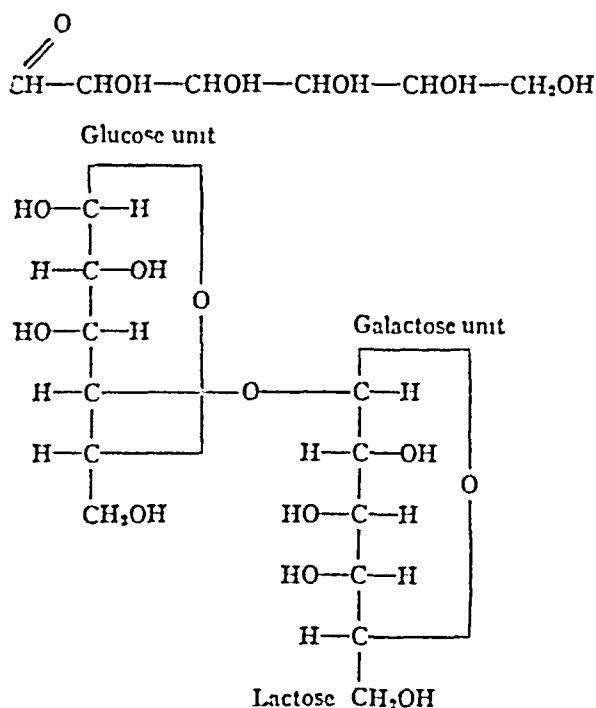 O
CH—CHOH—CHOH—CHOH—CHOH—CH₂OH
Glucose unit
HO—C—H
H—C—OH
O
HO—C—H
Galactose unit
H—C—O—C—H
H—C
H—C—OH
O
CH₂OH
HO—C—H
HO—C—H
H—C
Lactose CH₂OH